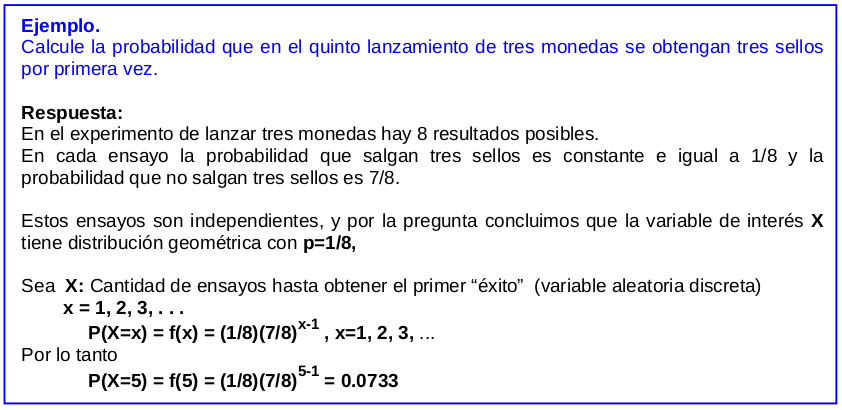 Ejemplo.
Calcule la probabilidad que en el quinto lanzamiento de tres monedas se obtengan tres sellos
por primera vez.
Respuesta:
En el experimento de lanzar tres monedas hay 8 resultados posibles.
En cada ensayo la probabilidad que salgan tres sellos es constante e igual a 1/8 y la
probabilidad que no salgan tres sellos es 7/8.
Estos ensayos son independientes, y por la pregunta concluimos que la variable de interés X
tiene distribución geométrica con p=1/8,
Sea X: Cantidad de ensayos hasta obtener el primer “éxito” (variable aleatoria discreta)
x = 1, 2, 3, . . .
P(X=x) = f(x) = (1/8)(7/8)^x-1 , x=1, 2, 3, ...
Por lo tanto
P(X=5) = f(5) = (1/8)(7/8)^5-1 = 0.0733